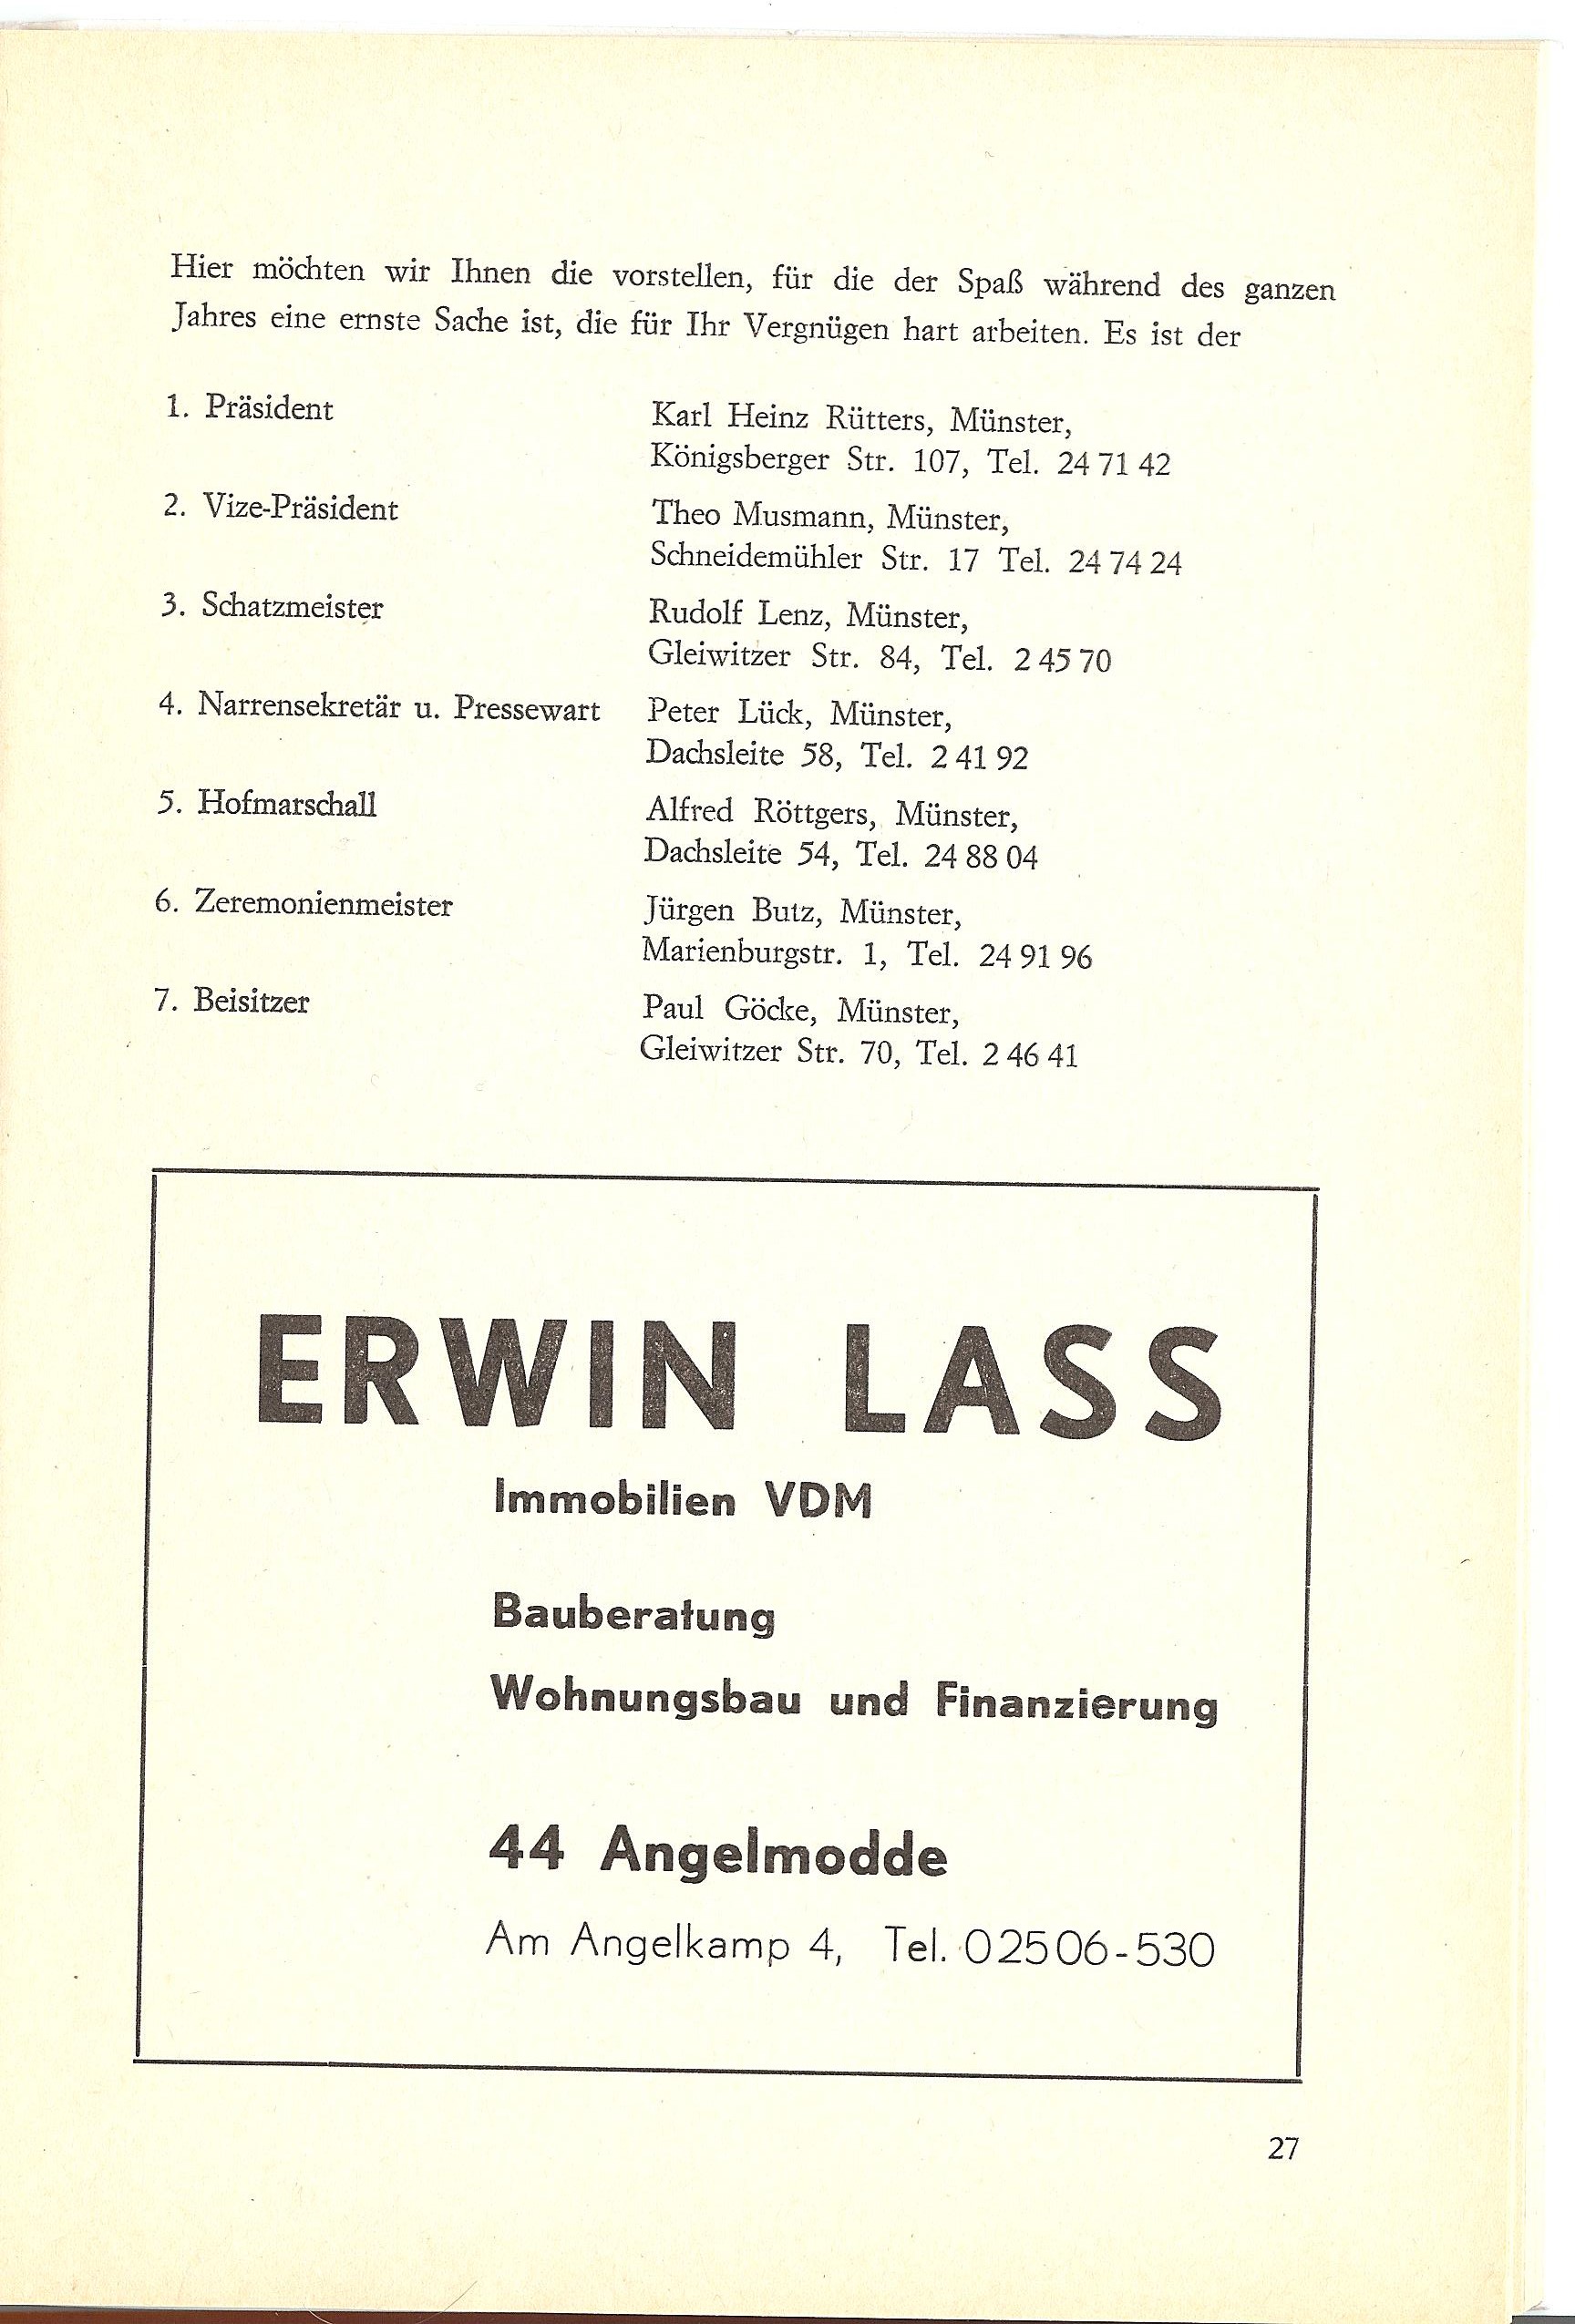 Hier möchten wir Ihnen die vorstellen, für die der Spaß während des ganzen
Jahres eine ernste Sache ist, die für Ihr Vergnügen hart arbeiten. Es ist der
1. Präsident Karl Heinz Rütters, Münster,
Königsberger Str. 107, Tel. 24 71 42
2. Vize-Präsident Theo Musmann, Münster,
Schneidemühler Str. 17 Tel. 24 74 24
3. Schatzmeister Rudolf Lenz, Münster,
Gleiwitzer Str. 84, Tel. 2 45 70
4. Narrensekretär u. Pressewart Peter Lück, Münster,
Dachsleite 58, Tel. 2 41 92
5. Hofmarschall Alfred Röttgers, Münster,
Dachsleite 54, Tel. 24 88 04
6. Zeremonienmeister Jürgen Butz, Münster,
Marienburgstr. 1, Tel. 24 91 96
7. Beisitzer Paul Göcke, Münster,
Gleiwitzer Str. 70, Tel. 2 46 41
ERWIN LASS
Immobilien VDM
Bauberatung
Wohnungsbau und Finanzierung
44 Angelmodde
Am Angelkamp 4, Tel. 02506-530
27